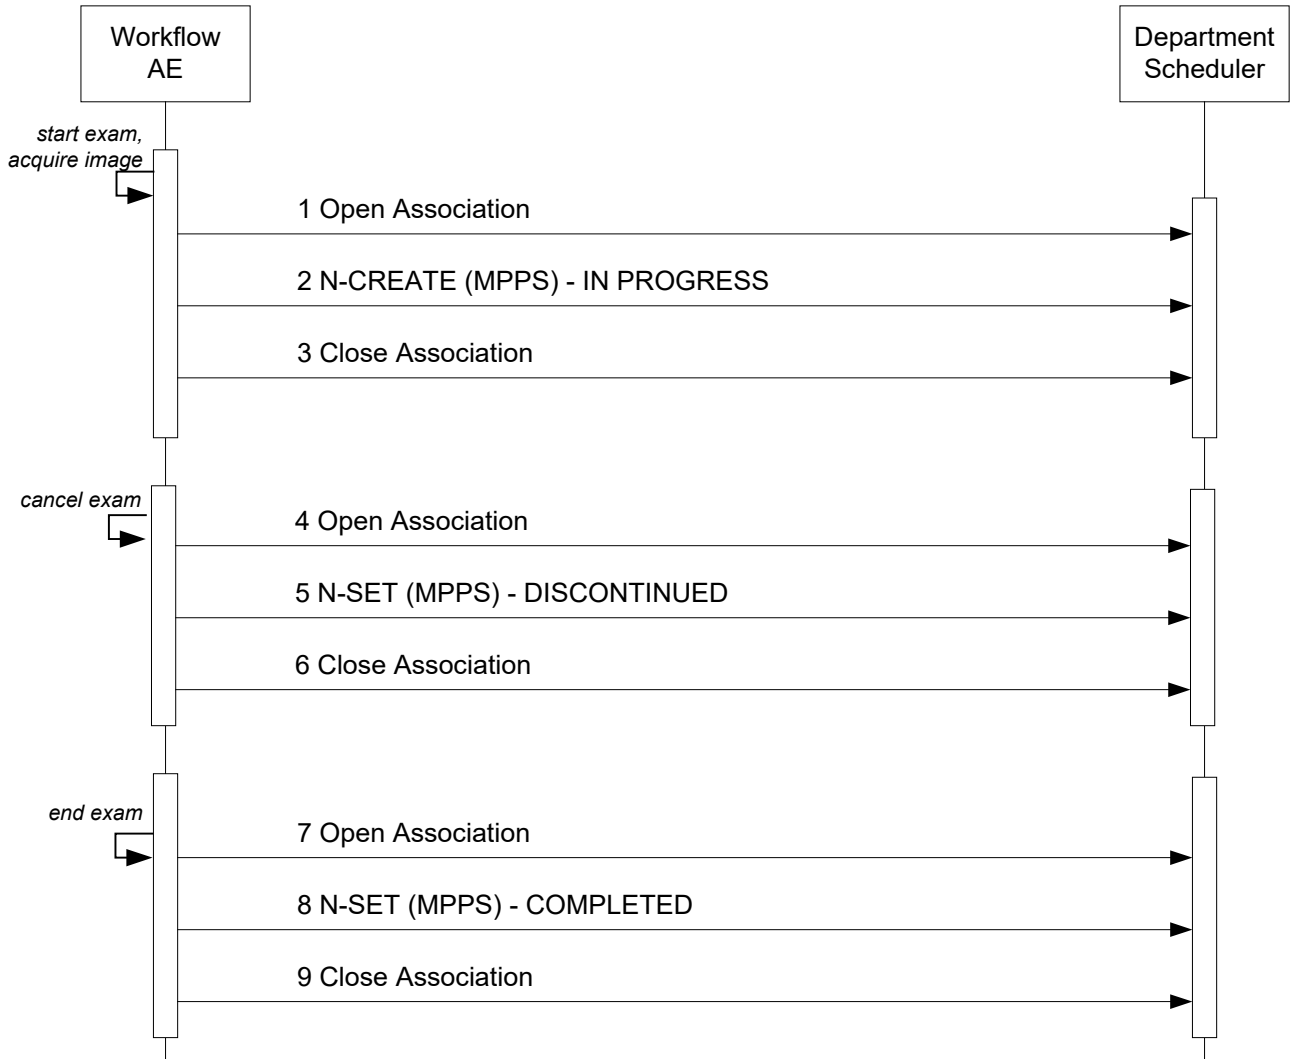 Workflow
AE
Department
Scheduler
start exam,
acquire image
1 Open Association
2 N-CREATE (MPPS) - IN PROGRESS
3 Close Association
cancel exam
4 Open Association
5 N-SET (MPPS) - DISCONTINUED
6 Close Association
end exam
7 Open Association
8 N-SET (MPPS) - COMPLETED
9 Close Association